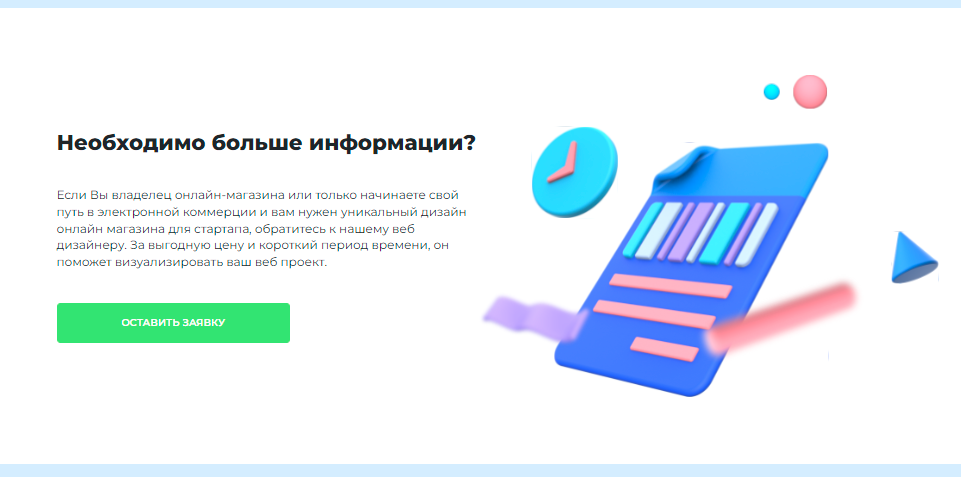 Необходимо больше информации?
Если Вы владелец онлайн-магазина или только начинаете свой
путь в электронной коммерции и вам нужен уникальный дизайн
онлайн магазина для стартапа, обратитесь к нашему веб
дизайнеру. За выгодную цену и короткий период времени, он
поможет визуализировать ваш веб проект.
ОСТАВИТЬ ЗАЯВКУ